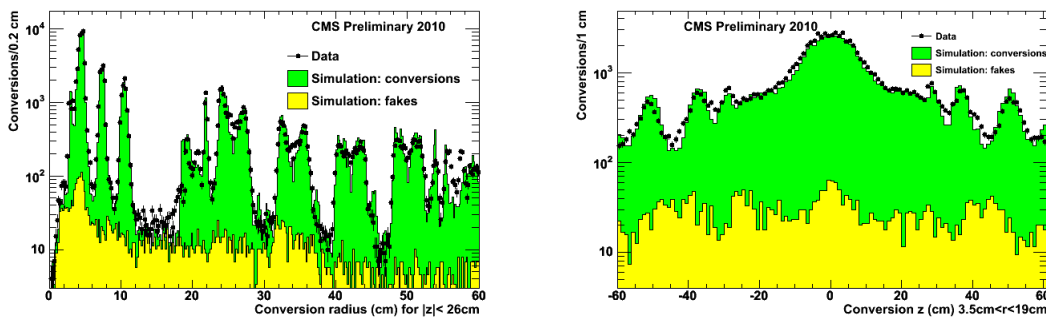 Conversions/0.2 cm
10⁴
10³
10²
10
CMS Preliminary 2010
Data
Simulation: conversions
Simulation: fakes
0 10 20 30 40 50 60
Conversion radius (cm) for |z|< 26cm
Conversions/1 cm
10³
10²
10
CMS Preliminary 2010
Data
Simulation: conversions
Simulation: fakes
-60 -40 -20 0 20 40 60
Conversion z (cm) 3.5cm<r<19cm